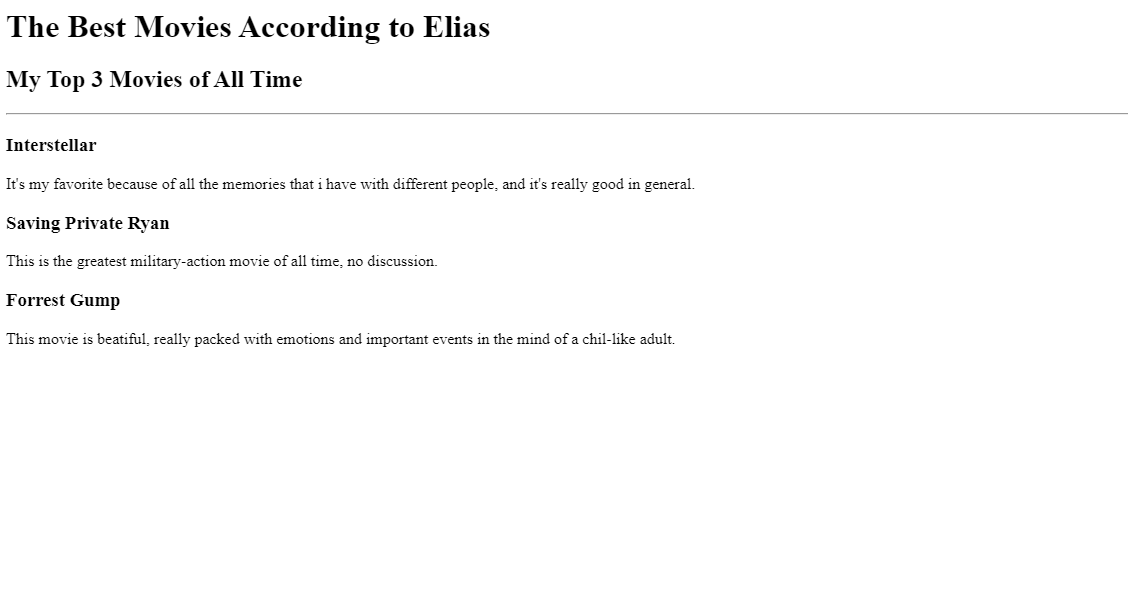 The Best Movies According to Elias
My Top 3 Movies of All Time
Interstellar
It's my favorite because of all the memories that i have with different people, and it's really good in general.
Saving Private Ryan
This is the greatest military-action movie of all time, no discussion.
Forrest Gump
This movie is beatiful, really packed with emotions and important events in the mind of a chil-like adult.